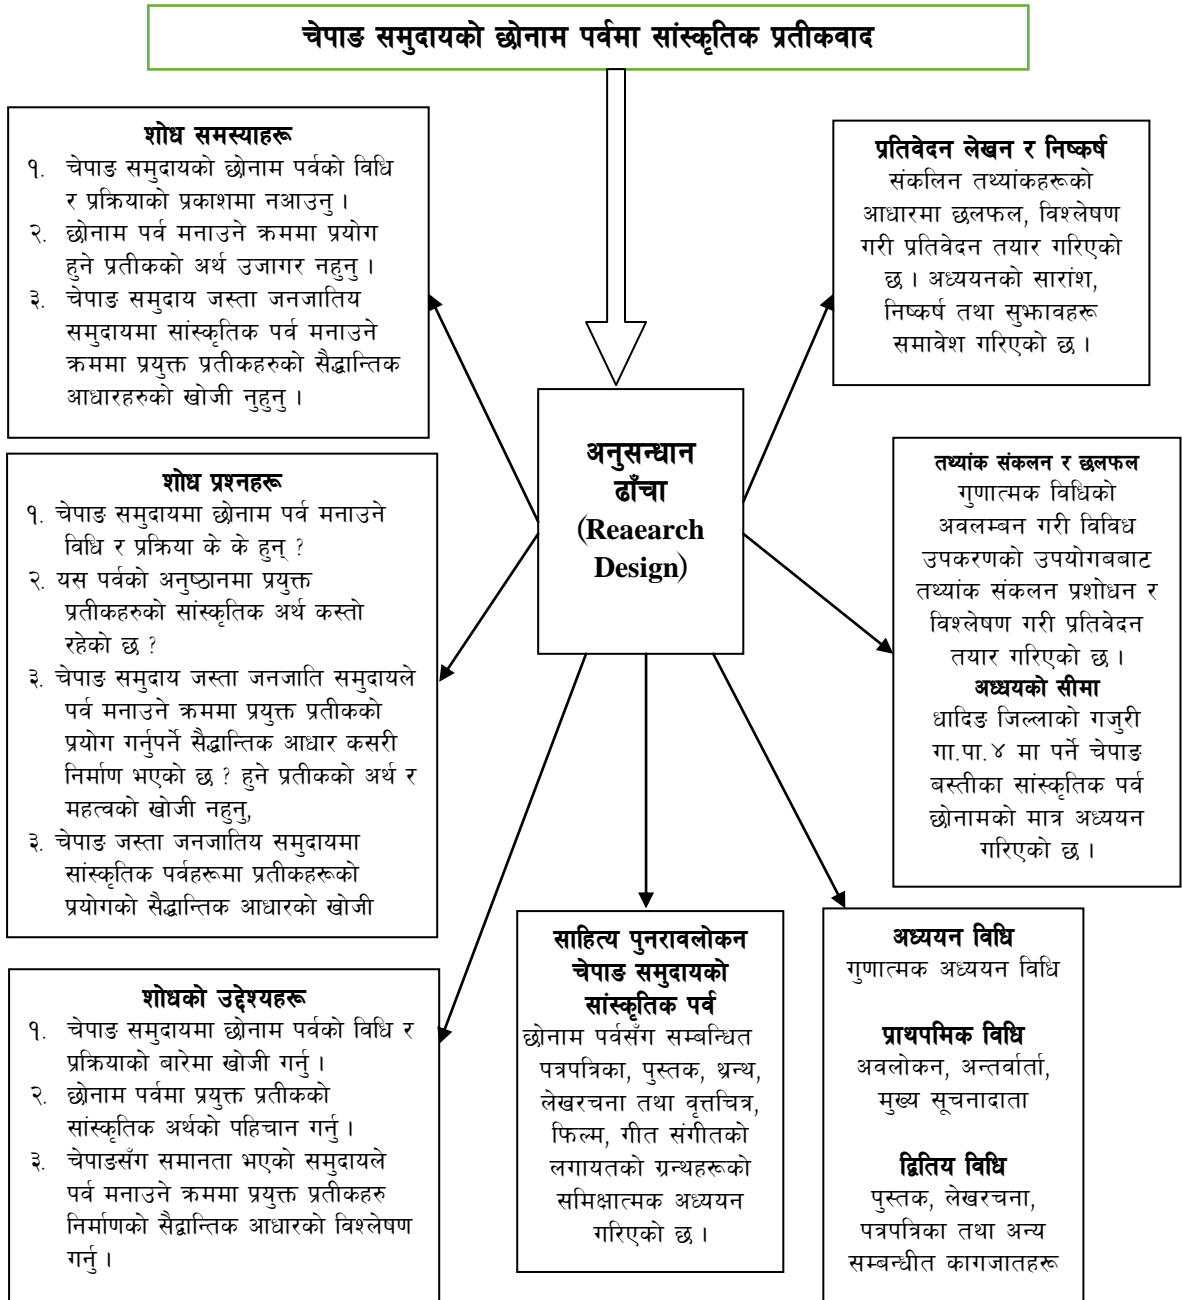 चेपाङ समुदायको छोनाम पर्वमा सांस्कृतिक प्रतीकवाद
शोध समस्याहरू
१. चेपाङ समुदायको छोनाम पर्वको विधि
र प्रक्रियाको प्रकाशमा नआउनु ।
२. छोनाम पर्व मनाउने क्रममा प्रयोग
हुने प्रतीकको अर्थ उजागर नहुनु ।
३. चेपाङ समुदाय जस्ता जनजातिय
समुदायमा सांस्कृतिक पर्व मनाउने
क्रममा प्रयुक्त प्रतीकहरुको सैद्धान्तिक
आधारहरुको खोजी नुहुनु ।
शोध प्रश्नहरू
१. चेपाङ समुदायमा छोनाम पर्व मनाउने
विधि र प्रक्रिया के के हुन् ?
२. यस पर्वको अनुष्ठानमा प्रयुक्त
प्रतीकहरुको सांस्कृतिक अर्थ कस्तो
रहेको छ ?
३. चेपाङ समुदाय जस्ता जनजाति समुदायले
पर्व मनाउने क्रममा प्रयुक्त प्रतीकको
प्रयोग गर्नुपर्ने सैद्धान्तिक आधार कसरी
निर्माण भएको छ ? हुने प्रतीकको अर्थ र
महत्वको खोजी नहुनु,
३. चेपाङ जस्ता जनजातिय समुदायमा
सांस्कृतिक पर्वहरूमा प्रतीकहरूको
प्रयोगको सैद्धान्तिक आधारको खोजी
शोधको उद्देश्यहरू
१. चेपाङ समुदायमा छोनाम पर्वको विधि र
प्रक्रियाको बारेमा खोजी गर्नु ।
२. छोनाम पर्वमा प्रयुक्त प्रतीकको
सांस्कृतिक अर्थको पहिचान गर्नु ।
३. चेपाङसँग समानता भएको समुदायले
पर्व मनाउने क्रममा प्रयुक्त प्रतीकहरु
निर्माणको सैद्वान्तिक आधारको विश्लेषण
गर्नु ।
अनुसन्धान
ढाँचा
(Reaearch
Design)
साहित्य पुनरावलोकन
चेपाङ समुदायको
सांस्कृतिक पर्व
छोनाम पर्वसँग सम्बन्धित
पत्रपत्रिका, पुस्तक, थ्रन्थ,
लेखरचना तथा वृत्तचित्र,
फिल्म, गीत संगीतको
लगायतको ग्रन्थहरूको
समिक्षात्मक अध्ययन
गरिएको छ ।
प्रतिवेदन लेखन र निष्कर्ष
संकलिन तथ्यांकहरूको
आधारमा छलफल, विश्लेषण
गरी प्रतिवेदन तयार गरिएको
छ । अध्ययनको सारांश,
निष्कर्ष तथा सुझावहरू
समावेश गरिएको छ ।
तथ्यांक संकलन र छलफल
गुणात्मक विधिको
अवलम्बन गरी विविध
उपकरणको उपयोगबबाट
तथ्यांक संकलन प्रशोधन र
विश्लेषण गरी प्रतिवेदन
तयार गरिएको छ ।
अध्धयको सीमा
धादिङ जिल्लाको गजुरी
गा.पा.४ मा पर्ने चेपाङ
बस्तीका सांस्कृतिक पर्व
छोनामको मात्र अध्ययन
गरिएको छ ।
अध्ययन विधि
गुणात्मक अध्ययन विधि
प्राथपमिक विधि
अवलोकन, अन्तर्वार्ता,
मुख्य सूचनादाता
द्वितिय विधि
पुस्तक, लेखरचना,
पत्रपत्रिका तथा अन्य
सम्बन्धीत कागजातहरू